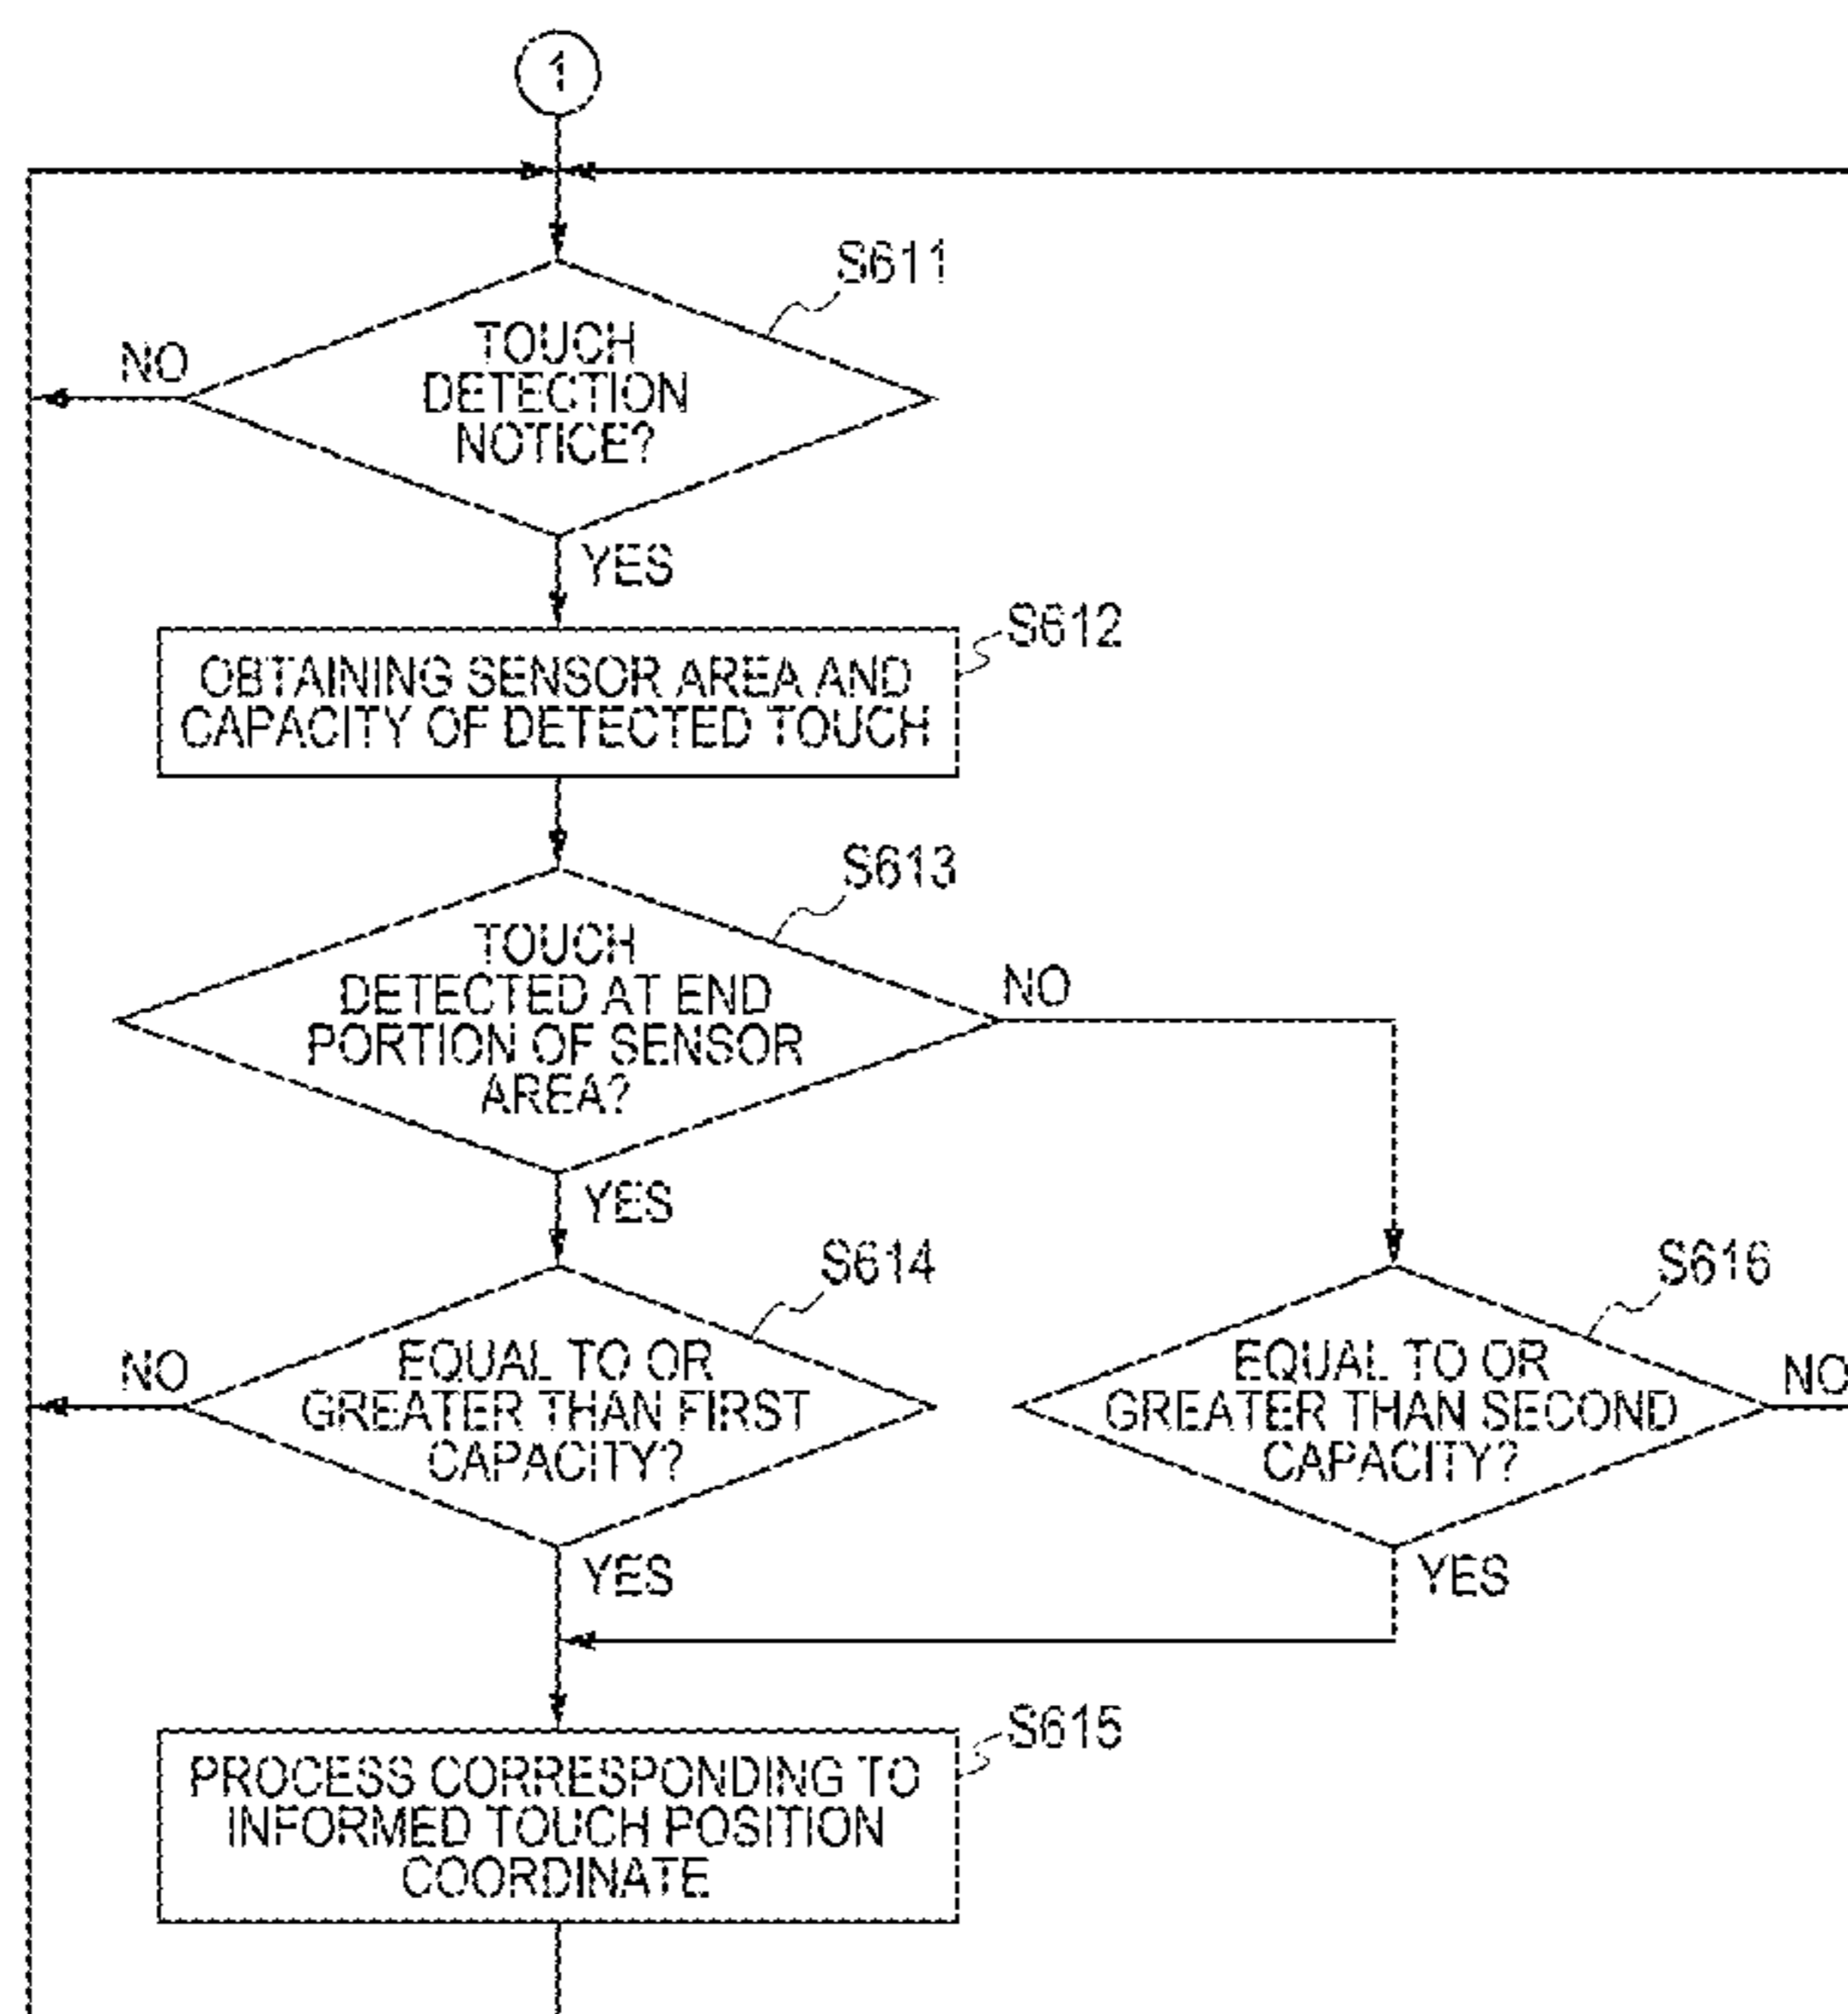 1
S611
TOUCH
DETECTION
NOTICE?
NO
YES
S612
OBTAINING SENSOR AREA AND
CAPACITY OF DETECTED TOUCH
S613
TOUCH
DETECTED AT END
PORTION OF SENSOR
AREA?
NO
YES
S614
EQUAL TO OR
GREATER THAN FIRST
CAPACITY?
NO
YES
S616
EQUAL TO OR
GREATER THAN SECOND
CAPACITY?
NO
YES
S615
PROCESS CORRESPONDING TO
INFORMED TOUCH POSITION
COORDINATE